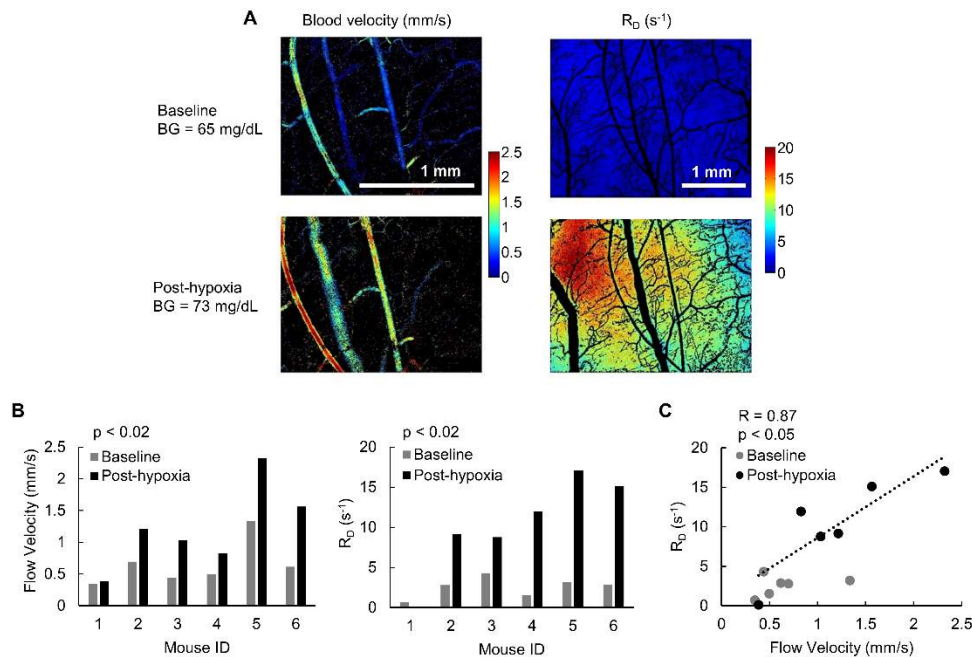 A
Blood velocity (mm/s)
R_D (s⁻¹)
Baseline
BG = 65 mg/dL
1 mm
1 mm
2.5
2
1.5
1
0.5
0
20
15
10
5
0
Post-hypoxia
BG = 73 mg/dL
B
p < 0.02
Baseline
Post-hypoxia
Flow Velocity (mm/s)
2.5
2
1.5
1
0.5
0
1 2 3 4 5 6
Mouse ID
p < 0.02
Baseline
Post-hypoxia
R_D (s⁻¹)
20
15
10
5
0
1 2 3 4 5 6
Mouse ID
C
R = 0.87
p < 0.05
Baseline
Post-hypoxia
R_D (s⁻¹)
20
15
10
5
0
0 0.5 1 1.5 2 2.5
Flow Velocity (mm/s)